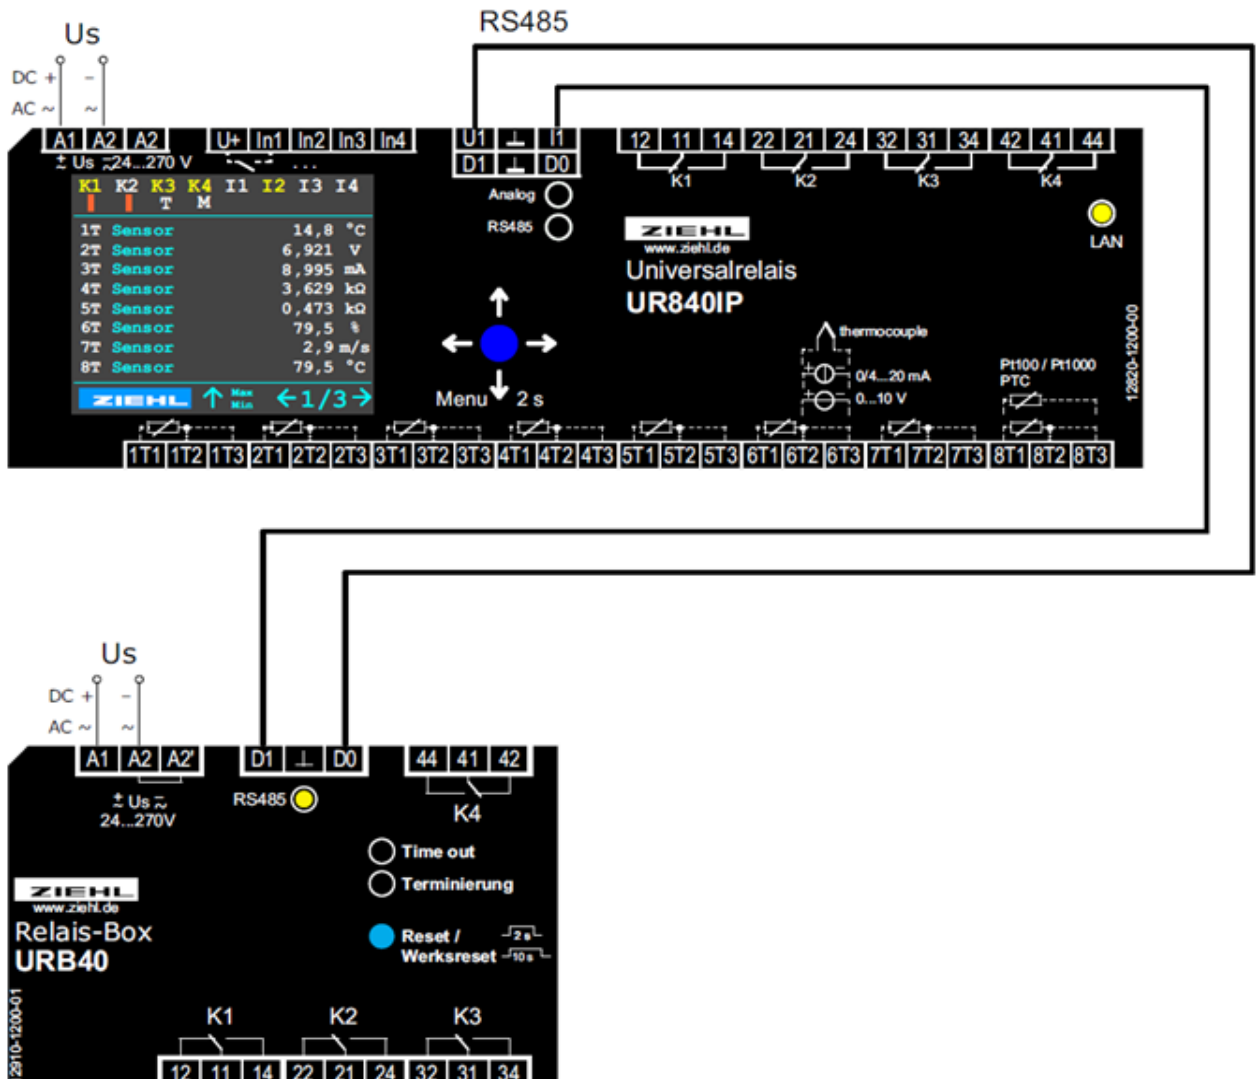 RS485
Us
DC + –
AC ~ ~
A1 A2 A2 U+ In1 In2 In3 In4 U1 ⊥ I1 12 11 14 22 21 24 32 31 34 42 41 44
± Us ≂24...270 V ... D1 ⊥ D0 K1 K2 K3 K4
K1 K2 K3 K4 I1 I2 I3 I4
T M
Analog
RS485
LAN
1T Sensor 14,8 °C
2T Sensor 6,921 V
3T Sensor 8,995 mA
4T Sensor 3,629 kΩ
5T Sensor 0,473 kΩ
6T Sensor 79,5 %
7T Sensor 2,9 m/s
8T Sensor 79,5 °C
ZIEHL ↑ Max Min ←1/3→
Menu 2 s
ZIEHL
www.ziehl.de
Universalrelais
UR840IP
thermocouple
+ – 0/4...20 mA
+ – 0...10 V
Pt100 / Pt1000
PTC
12820-1200-00
1T1 1T2 1T3 2T1 2T2 2T3 3T1 3T2 3T3 4T1 4T2 4T3 5T1 5T2 5T3 6T1 6T2 6T3 7T1 7T2 7T3 8T1 8T2 8T3
Us
DC + –
AC ~ ~
A1 A2 A2' D1 ⊥ D0 44 41 42
± Us ≂
24...270V
RS485
K4
Time out
Terminierung
ZIEHL
www.ziehl.de
Relais-Box
URB40
Reset / 2 s
Werksreset 10 s
2910-1200-01
K1 K2 K3
12 11 14 22 21 24 32 31 34